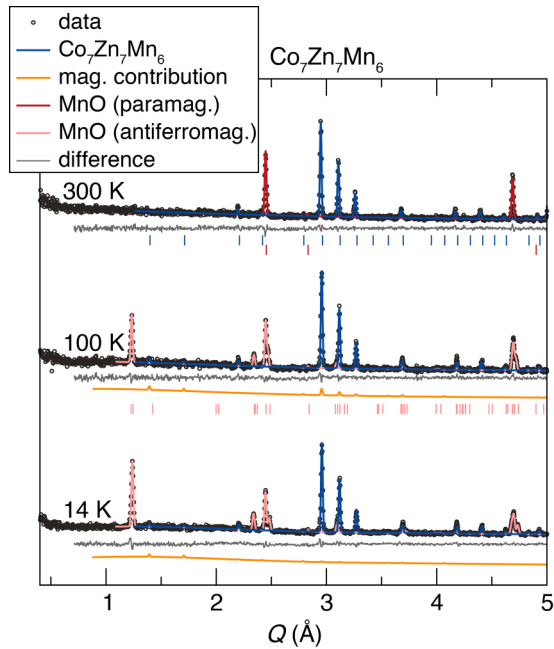 data
Co7Zn7Mn6
mag. contribution
MnO (paramag.)
MnO (antiferromag.)
difference
Co7Zn7Mn6
300 K
100 K
14 K
1 2 3 4 5
Q (Å)